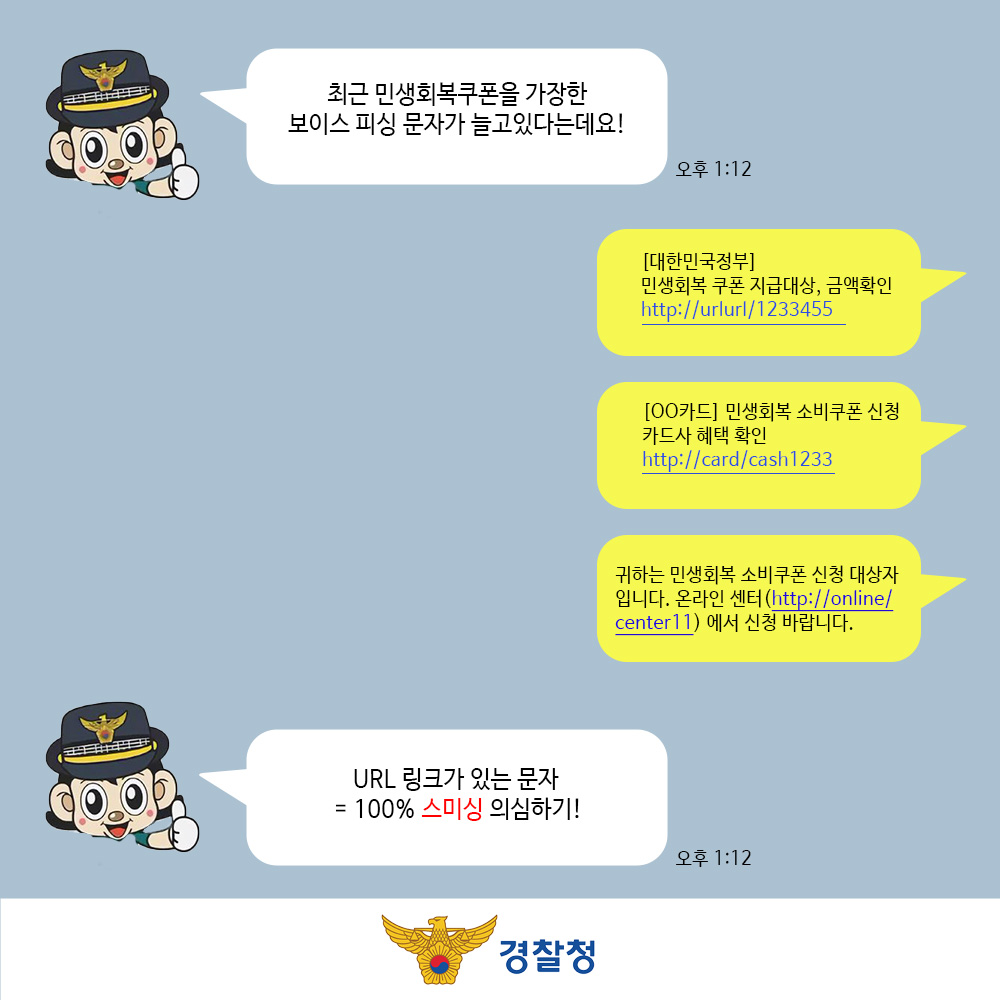 최근 민생회복쿠폰을 가장한
보이스 피싱 문자가 늘고있다는데요!
오후 1:12
[대한민국정부]
민생회복 쿠폰 지급대상, 금액확인
http://urlurl/1233455
[OO카드] 민생회복 소비쿠폰 신청
카드사 혜택 확인
http://card/cash1233
귀하는 민생회복 소비쿠폰 신청 대상자
입니다. 온라인 센터(http://online/
center11) 에서 신청 바랍니다.
URL 링크가 있는 문자
= 100% 스미싱 의심하기!
오후 1:12
경찰청